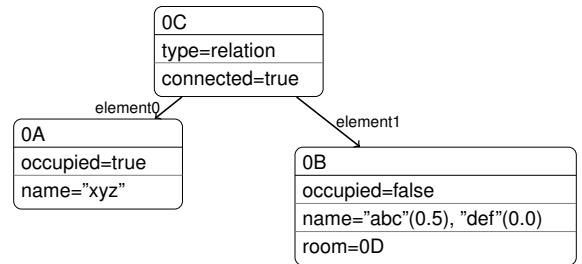 0C
type=relation
connected=true
element0
element1
0A
occupied=true
name=”xyz”
0B
occupied=false
name=”abc”(0.5), ”def”(0.0)
room=0D